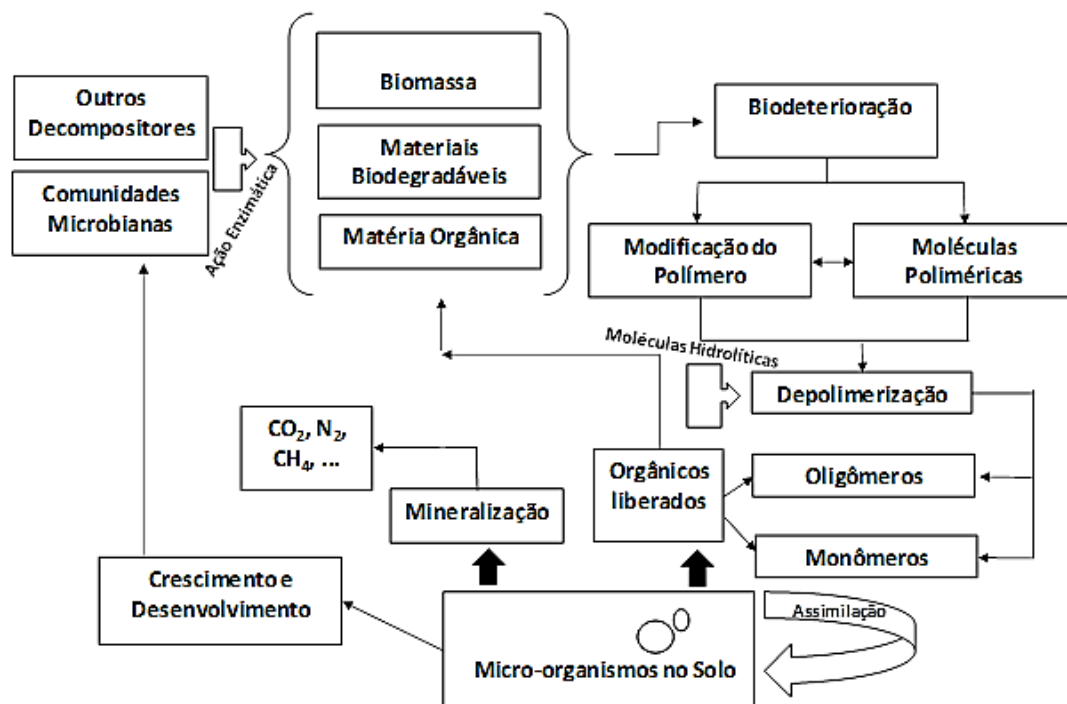 Outros
Decompositores
Comunidades
Microbianas
Ação Enzimática
Biomassa
Materiais
Biodegradáveis
Matéria Orgânica
Biodeterioração
Modificação do
Polímero
Moléculas
Poliméricas
Moléculas Hidrolíticas
Depolimerização
CO₂, N₂,
CH₄, ...
Orgânicos
liberados
Oligômeros
Mineralização
Monômeros
Crescimento e
Desenvolvimento
Assimilação
Micro-organismos no Solo